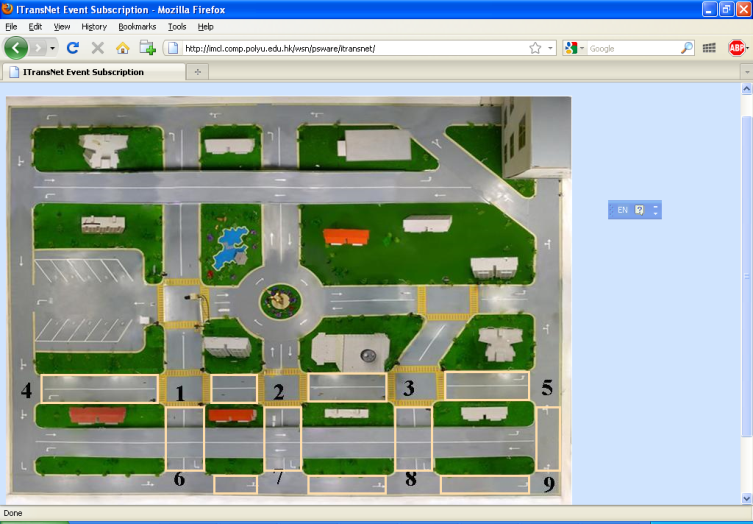 ITransNet Event Subscription - Mozilla Firefox
File Edit View History Bookmarks Tools Help
http://imcl.comp.polyu.edu.hk/wsn/psware/itransnet/
Google
ABP
ITransNet Event Subscription
EN ?
4 1 2 3 5
6 7 8 9
Done